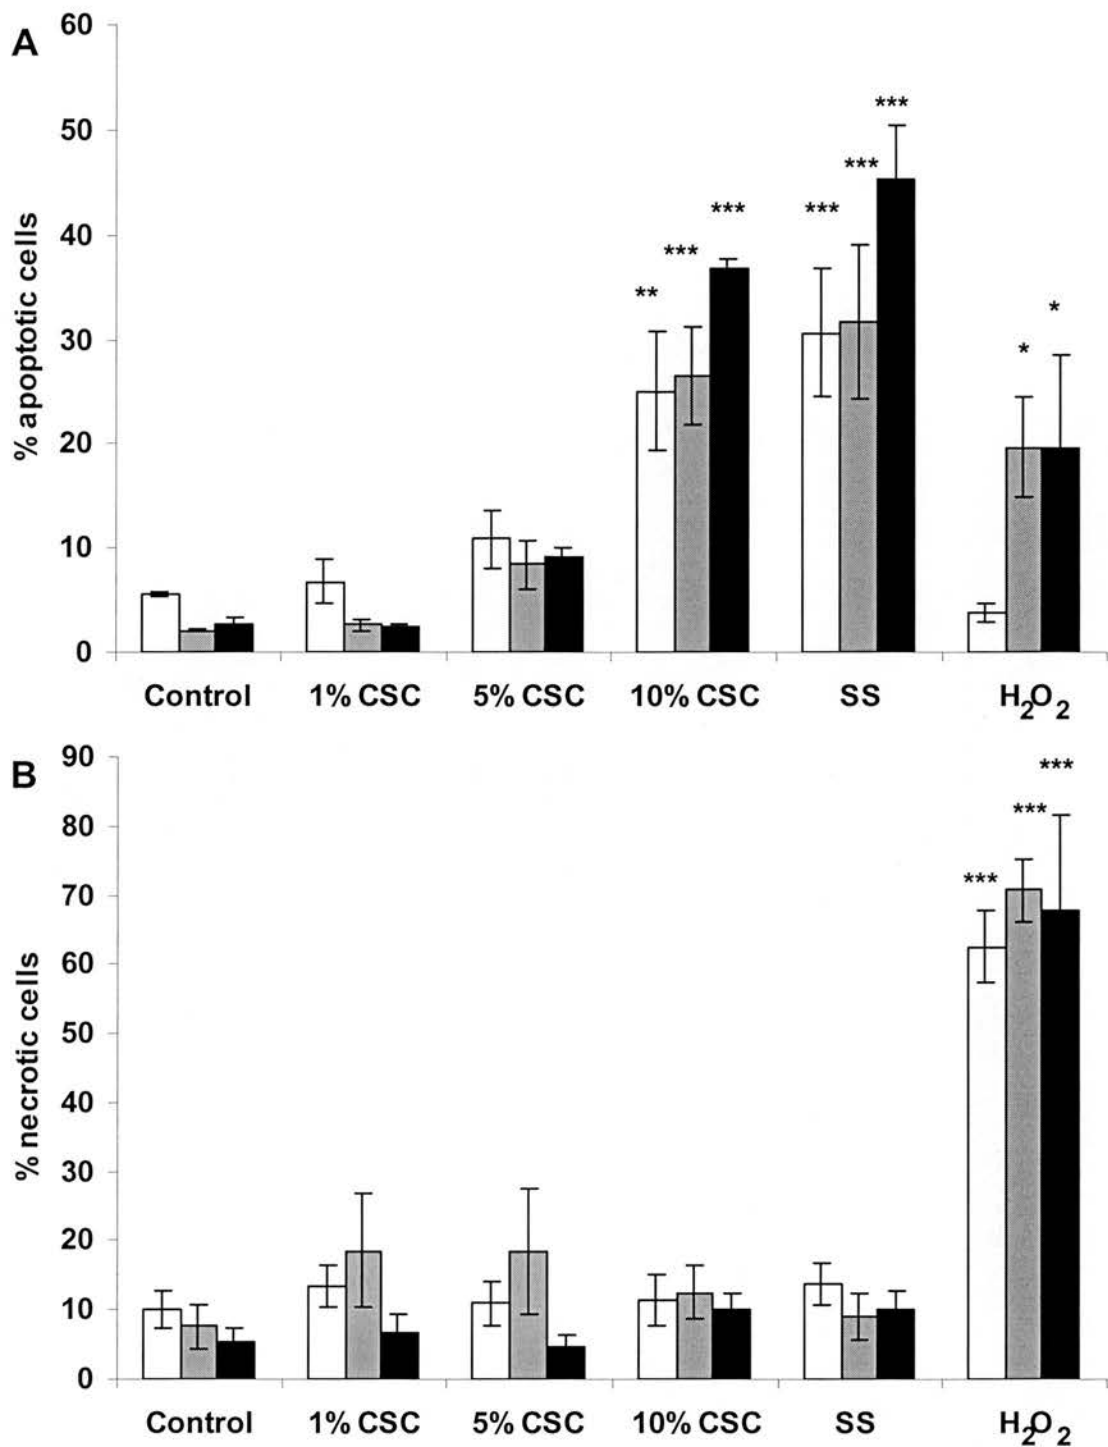 A
% apoptotic cells
60
50
40
30
20
10
0
** *** *** *** *** *** * *
Control 1% CSC 5% CSC 10% CSC SS H2O2
B
% necrotic cells
90
80
70
60
50
40
30
20
10
0
*** *** ***
Control 1% CSC 5% CSC 10% CSC SS H2O2